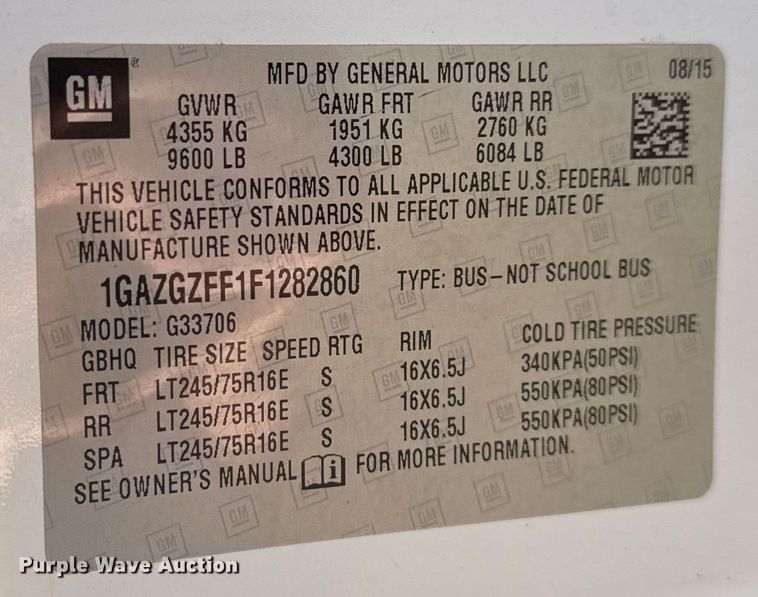 GM ®
MFD BY GENERAL MOTORS LLC 08/15
GVWR GAWR FRT GAWR RR
4355 KG 1951 KG 2760 KG
9600 LB 4300 LB 6084 LB
THIS VEHICLE CONFORMS TO ALL APPLICABLE U.S. FEDERAL MOTOR
VEHICLE SAFETY STANDARDS IN EFFECT ON THE DATE OF
MANUFACTURE SHOWN ABOVE.
1GAZGZFF1F1282860 TYPE: BUS-NOT SCHOOL BUS
MODEL: G33706
GBHQ TIRE SIZE SPEED RTG RIM COLD TIRE PRESSURE
FRT LT245/75R16E S 16X6.5J 340KPA(50PSI)
RR LT245/75R16E S 16X6.5J 550KPA(80PSI)
SPA LT245/75R16E S 16X6.5J 550KPA(80PSI)
SEE OWNER'S MANUAL i FOR MORE INFORMATION.
Purple Wave Auction